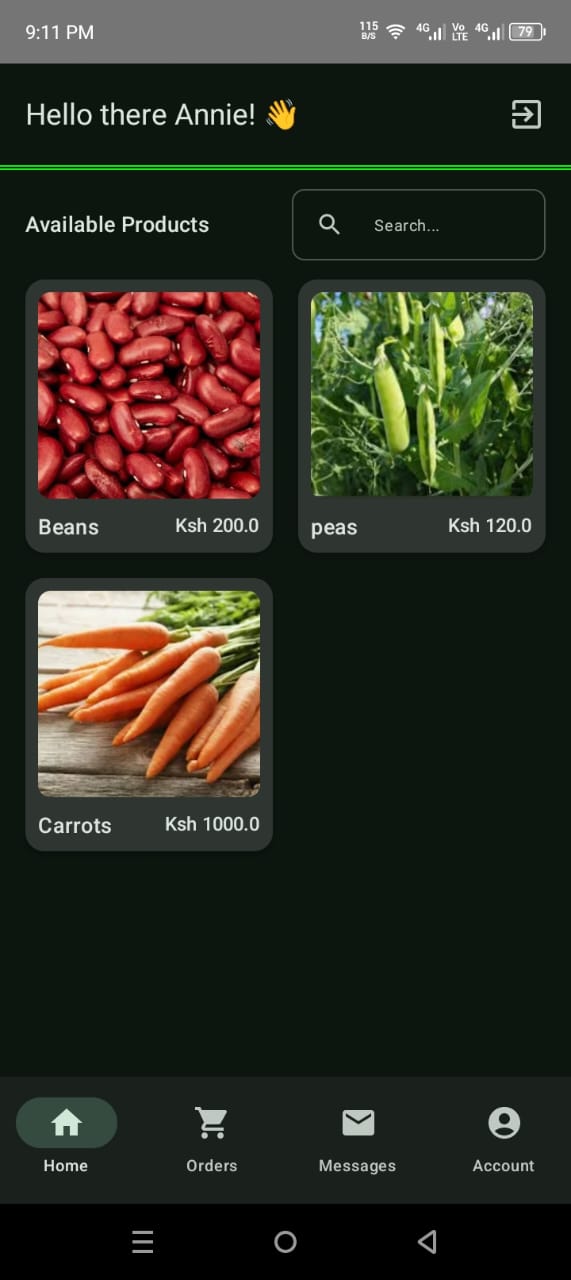 9:11 PM 115 B/S 4G Vo LTE 4G 79
Hello there Annie! 👋
Available Products
Search...
Beans Ksh 200.0
peas Ksh 120.0
Carrots Ksh 1000.0
Home Orders Messages Account